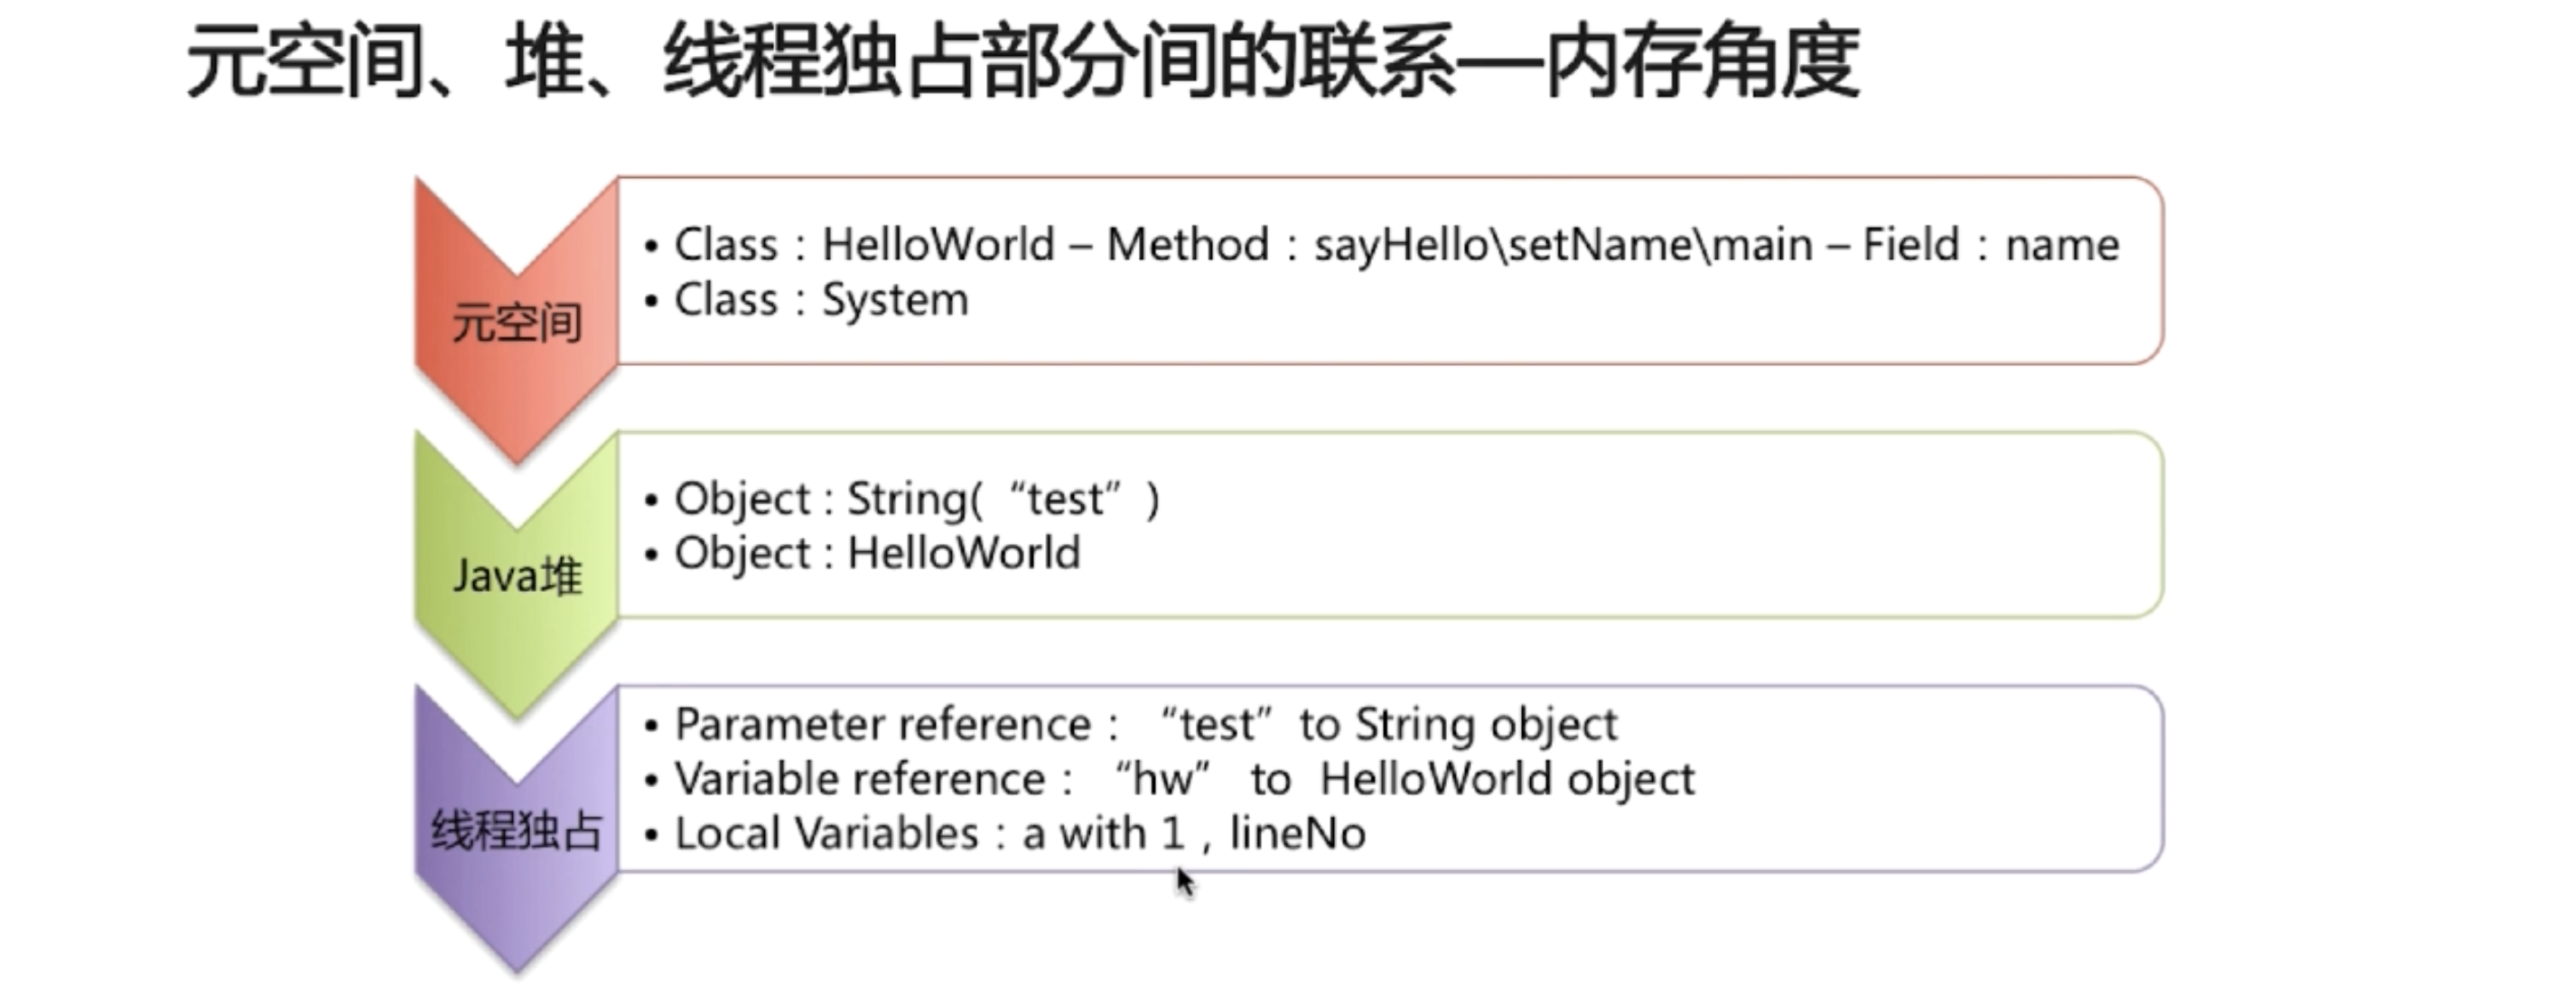 元空间、堆、线程独占部分间的联系—内存角度
元空间
• Class：HelloWorld – Method：sayHello\setName\main – Field：name
• Class：System
Java堆
• Object : String(“test”)
• Object : HelloWorld
线程独占
• Parameter reference：“test” to String object
• Variable reference：“hw” to HelloWorld object
• Local Variables：a with 1 , lineNo